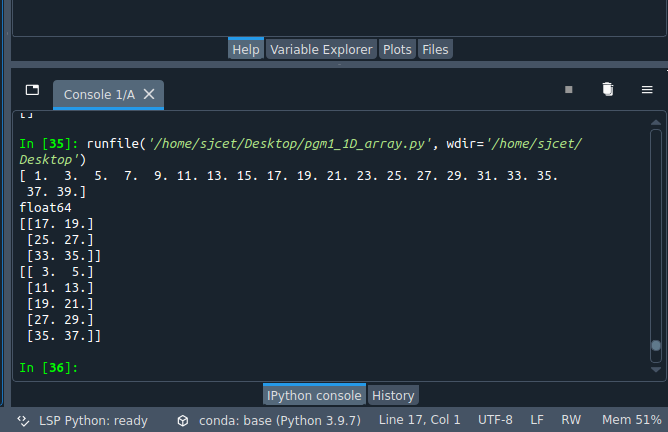 Help Variable Explorer Plots Files
Console 1/A
In [35]: runfile('/home/sjcet/Desktop/pgm1_1D_array.py', wdir='/home/sjcet/
Desktop')
[ 1.  3.  5.  7.  9. 11. 13. 15. 17. 19. 21. 23. 25. 27. 29. 31. 33. 35.
 37. 39.]
float64
[[17. 19.]
 [25. 27.]
 [33. 35.]]
[[ 3.  5.]
 [11. 13.]
 [19. 21.]
 [27. 29.]
 [35. 37.]]
In [36]:
IPython console History
LSP Python: ready conda: base (Python 3.9.7) Line 17, Col 1 UTF-8 LF RW Mem 51%